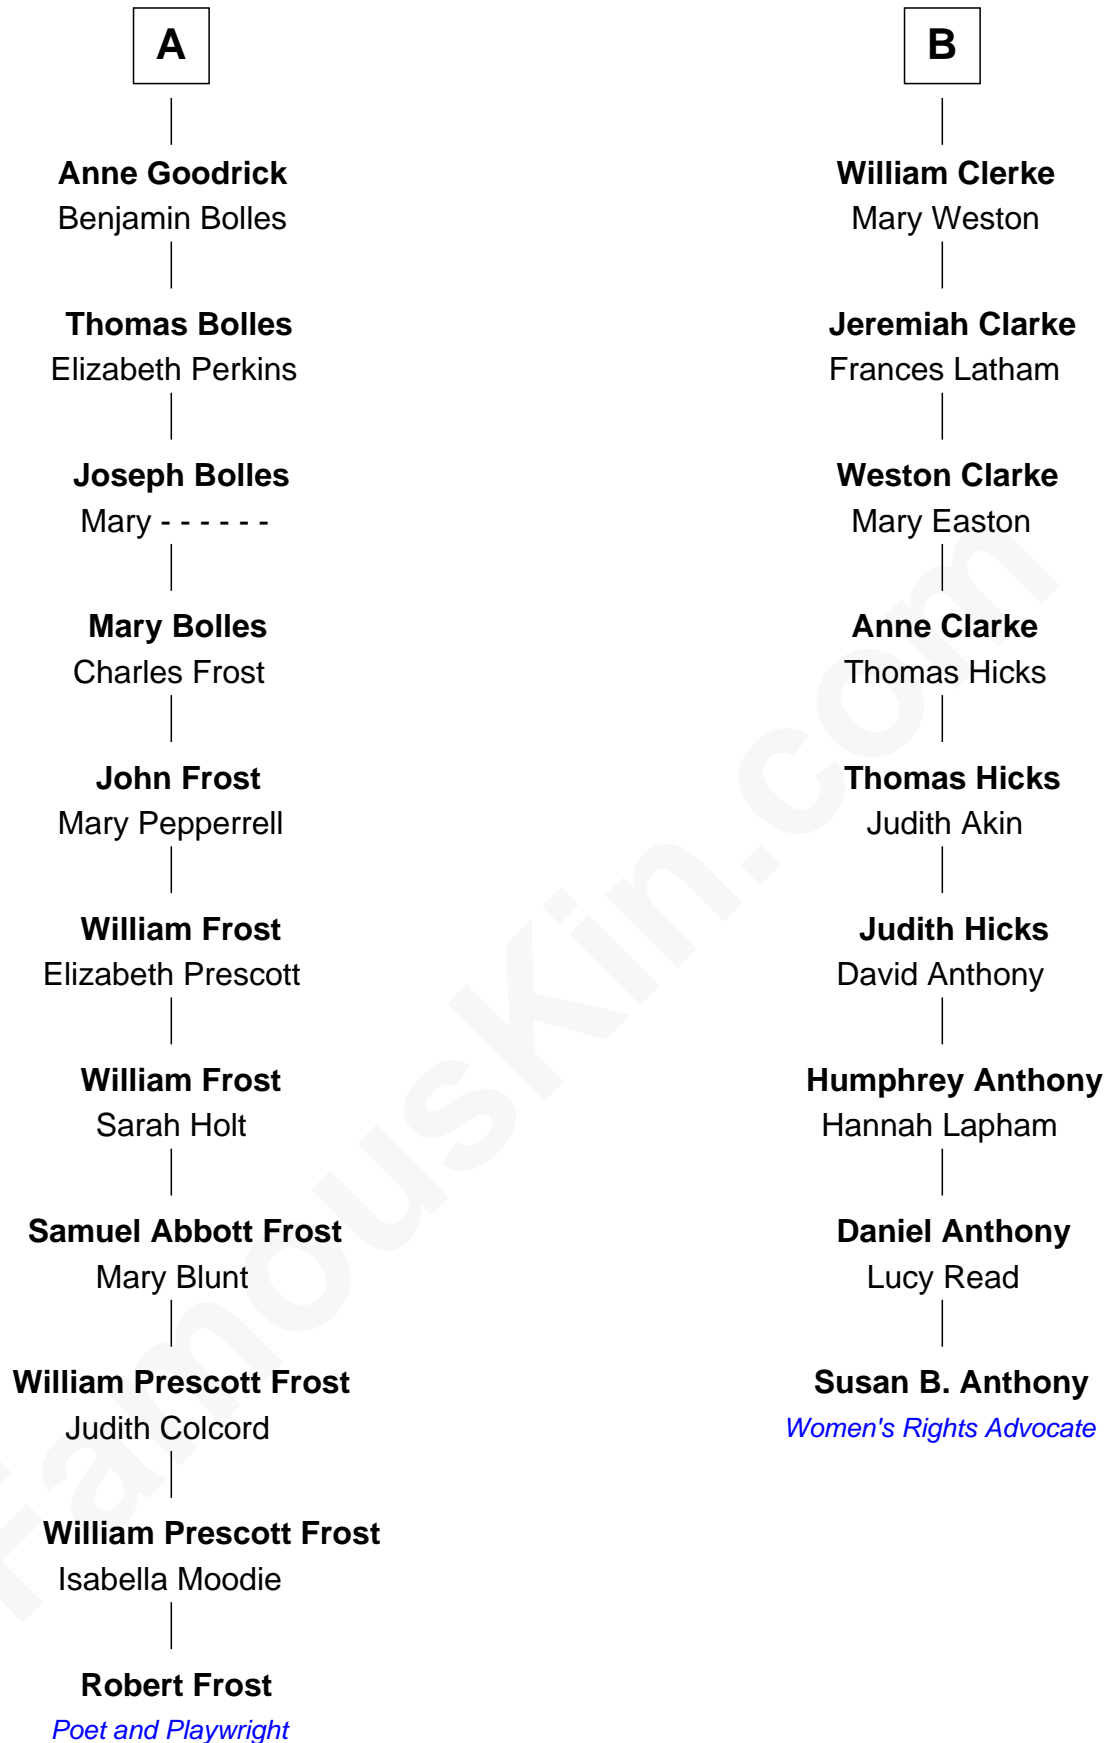 A
Anne Goodrick
Benjamin Bolles
Thomas Bolles
Elizabeth Perkins
Joseph Bolles
Mary - - - - - -
Mary Bolles
Charles Frost
John Frost
Mary Pepperrell
William Frost
Elizabeth Prescott
William Frost
Sarah Holt
Samuel Abbott Frost
Mary Blunt
William Prescott Frost
Judith Colcord
William Prescott Frost
Isabella Moodie
Robert Frost
Poet and Playwright
B
William Clerke
Mary Weston
Jeremiah Clarke
Frances Latham
Weston Clarke
Mary Easton
Anne Clarke
Thomas Hicks
Thomas Hicks
Judith Akin
Judith Hicks
David Anthony
Humphrey Anthony
Hannah Lapham
Daniel Anthony
Lucy Read
Susan B. Anthony
Women's Rights Advocate
FamousKin.com